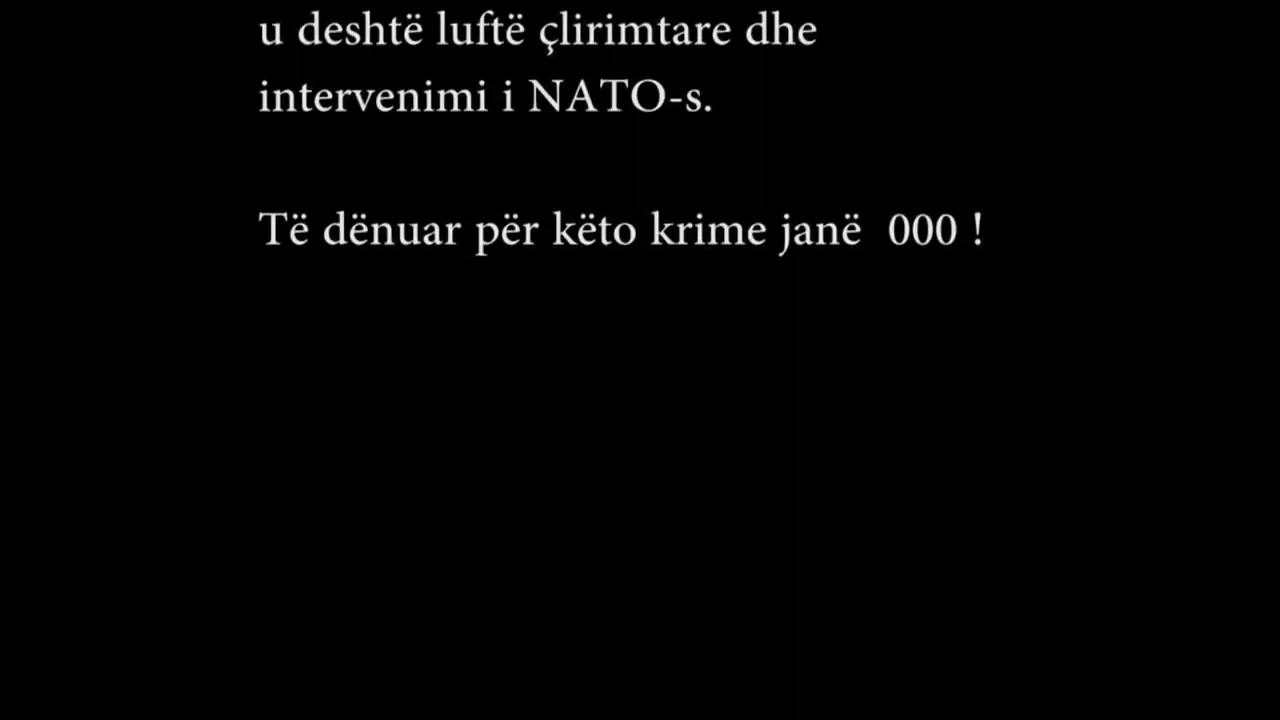 u deshtë luftë çlirimtare dhe
intervenimi i NATO-s.
Të dënuar për këto krime janë  000 !